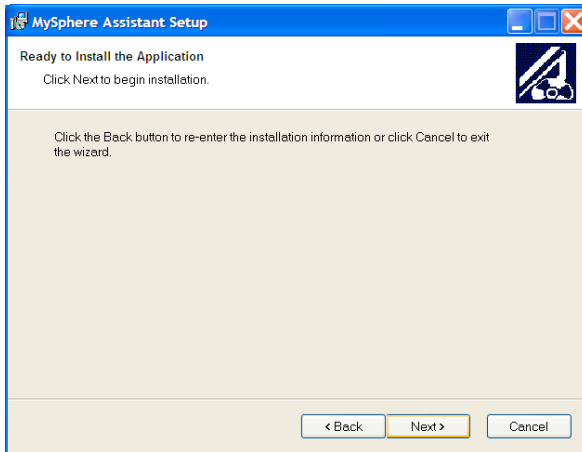 MySphere Assistant Setup
Ready to Install the Application
Click Next to begin installation.
Click the Back button to re-enter the installation information or click Cancel to exit
the wizard.
< Back Next > Cancel